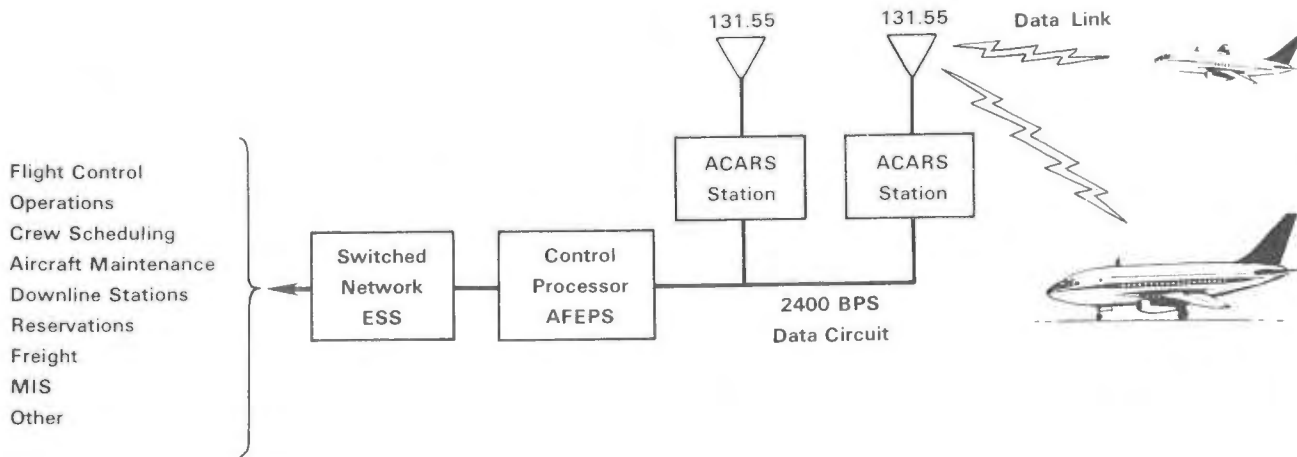 131.55
131.55
Data Link
ACARS
Station
ACARS
Station
Flight Control
Operations
Crew Scheduling
Aircraft Maintenance
Downline Stations
Reservations
Freight
MIS
Other
Switched
Network
ESS
Control
Processor
AFEPS
2400 BPS
Data Circuit